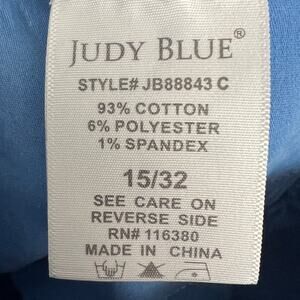 JUDY BLUE®
STYLE# JB88843 C
93% COTTON
6% POLYESTER
1% SPANDEX
15/32
SEE CARE ON
REVERSE SIDE
RN# 116380
MADE IN CHINA